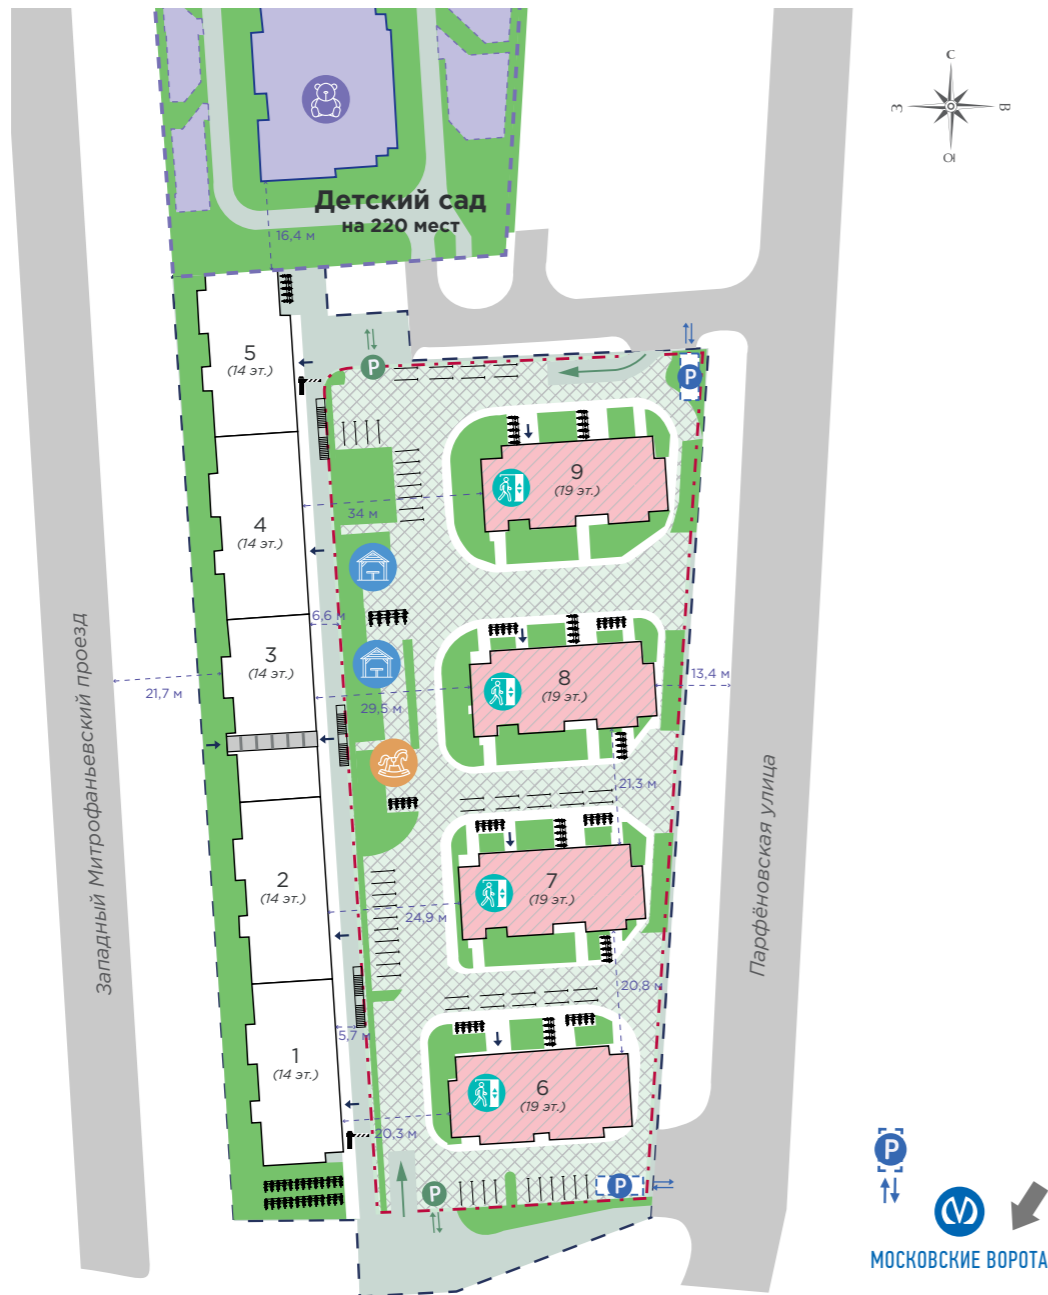 С
З
В
Ю
Детский сад
на 220 мест
16,4 м
5
(14 эт.)
P
P
9
(19 эт.)
34 м
4
(14 эт.)
6,6 м
3
(14 эт.)
8
(19 эт.)
13,4 м
21,7 м
29,5 м
21,3 м
Западный Митрофаньевский проезд
Парфёновская улица
2
(14 эт.)
7
(19 эт.)
24,9 м
20,8 м
5,7 м
1
(14 эт.)
6
(19 эт.)
20,3 м
P
P
P
МОСКОВСКИЕ ВОРОТА